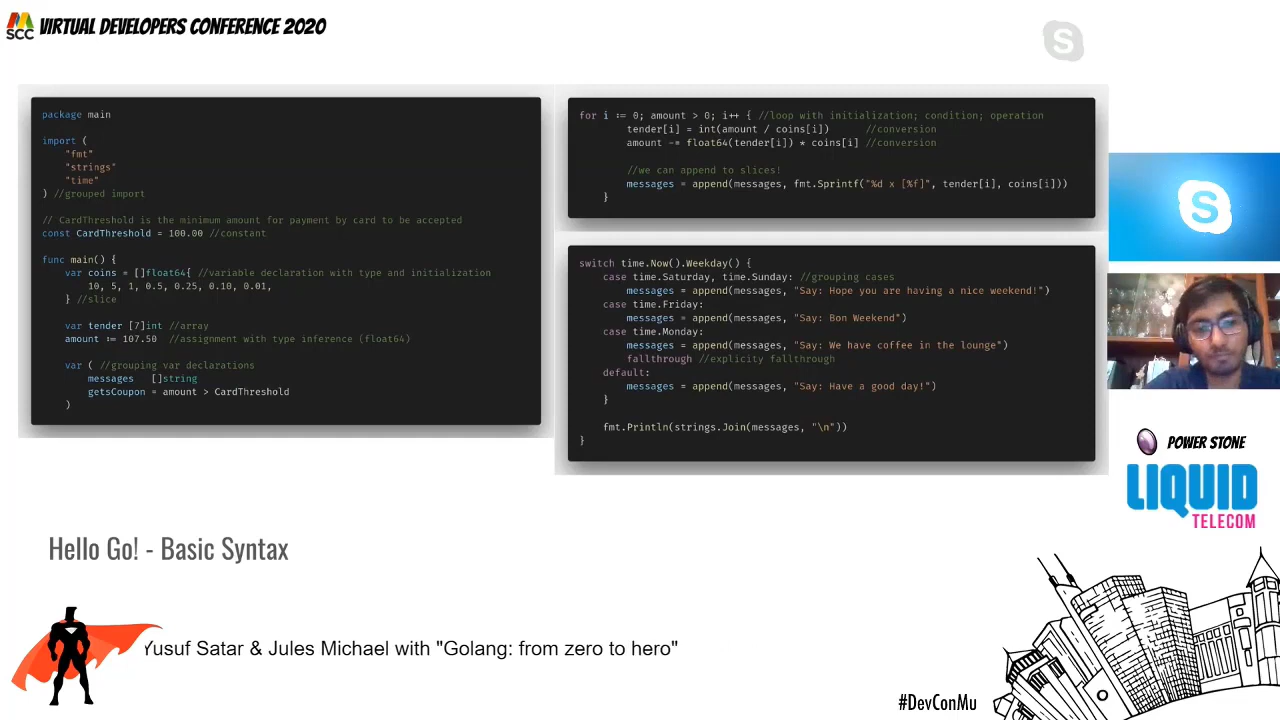 SCC
VIRTUAL DEVELOPERS CONFERENCE 2020
package main
import (
"fmt"
"strings"
"time"
) //grouped import
// CardThreshold is the minimum amount for payment by card to be accepted
const CardThreshold = 100.00 //constant
func main() {
var coins = []float64{ //variable declaration with type and initialization
10, 5, 1, 0.5, 0.25, 0.10, 0.01,
} //slice
var tender [7]int //array
amount := 107.50 //assignment with type inference (float64)
var ( //grouping var declarations
messages []string
getsCoupon = amount > CardThreshold
)
for i := 0; amount > 0; i++ { //loop with initialization; condition; operation
tender[i] = int(amount / coins[i]) //conversion
amount -= float64(tender[i]) * coins[i] //conversion
//we can append to slices!
messages = append(messages, fmt.Sprintf("%d x [%f]", tender[i], coins[i]))
}
switch time.Now().Weekday() {
case time.Saturday, time.Sunday: //grouping cases
messages = append(messages, "Say: Hope you are having a nice weekend!")
case time.Friday:
messages = append(messages, "Say: Bon Weekend")
case time.Monday:
messages = append(messages, "Say: We have coffee in the lounge")
fallthrough //explicity fallthrough
default:
messages = append(messages, "Say: Have a good day!")
}
fmt.Println(strings.Join(messages, "\n"))
}
S
S
POWER STONE
LIQUID
TELECOM
Hello Go! - Basic Syntax
Yusuf Satar & Jules Michael with "Golang: from zero to hero"
#DevConMu